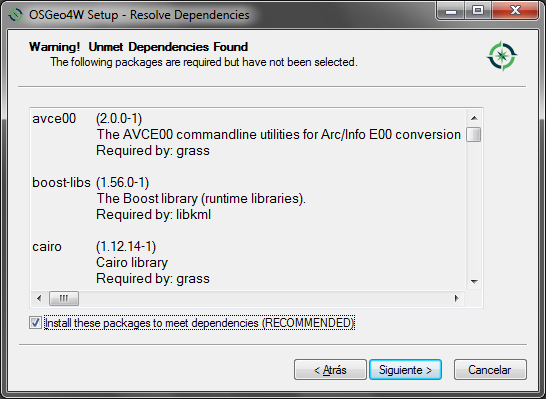 OSGeo4W Setup - Resolve Dependencies
Warning!  Unmet Dependencies Found
The following packages are required but have not been selected.
avce00 (2.0.0-1)
The AVCE00 commandline utilities for Arc/Info E00 conversion
Required by: grass
boost-libs (1.56.0-1)
The Boost library (runtime libraries).
Required by: libkml
cairo (1.12.14-1)
Cairo library
Required by: grass
Install these packages to meet dependencies (RECOMMENDED)
< Atrás Siguiente > Cancelar